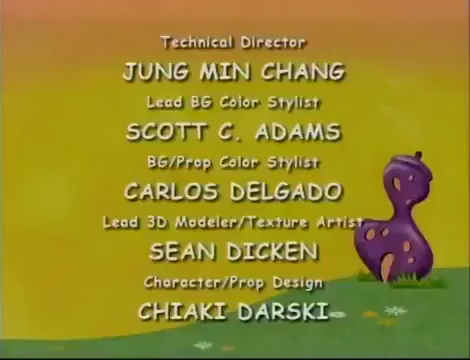 Technical Director
JUNG MIN CHANG
Lead BG Color Stylist
SCOTT C. ADAMS
BG/Prop Color Stylist
CARLOS DELGADO
Lead 3D Modeler/Texture Artist
SEAN DICKEN
Character/Prop Design
CHIAKI DARSKI